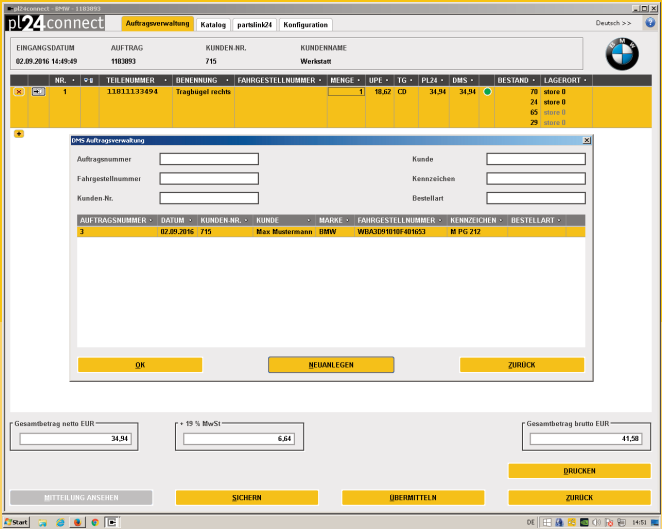 pl24connect - BMW - 1183093
pl24connect
Auftragsverwaltung
Katalog
partslink24
Konfiguration
Deutsch >>
?
EINGANGSDATUM AUFTRAG KUNDEN-NR. KUNDENNAME
02.09.2016 14:49:49 1183093 715 Werkstatt
BMW
NR. TEILENUMMER BENENNUNG FAHRGESTELLNUMMER MENGE UPE TG PL24 DMS BESTAND LAGERORT
1 11811133494 Tragbügel rechts 1 18,62 CD 34,94 34,94 70 store 0
24 store 0
65 store 0
29 store 0
DMS Auftragsverwaltung
Auftragsnummer Kunde
Fahrgestellnummer Kennzeichen
Kunden-Nr. Bestellart
AUFTRAGSNUMMER DATUM KUNDEN-NR. KUNDE MARKE FAHRGESTELLNUMMER KENNZEICHEN BESTELLART
3 02.09.2016 715 Max Mustermann BMW WBA3D91010F401653 M PG 212
OK NEUANLEGEN ZURÜCK
Gesamtbetrag netto EUR + 19 % MwSt Gesamtbetrag brutto EUR
34,94 6,64 41,58
DRUCKEN
MITTEILUNG ANSEHEN SICHERN ÜBERMITTELN ZURÜCK
Start DE 14:51